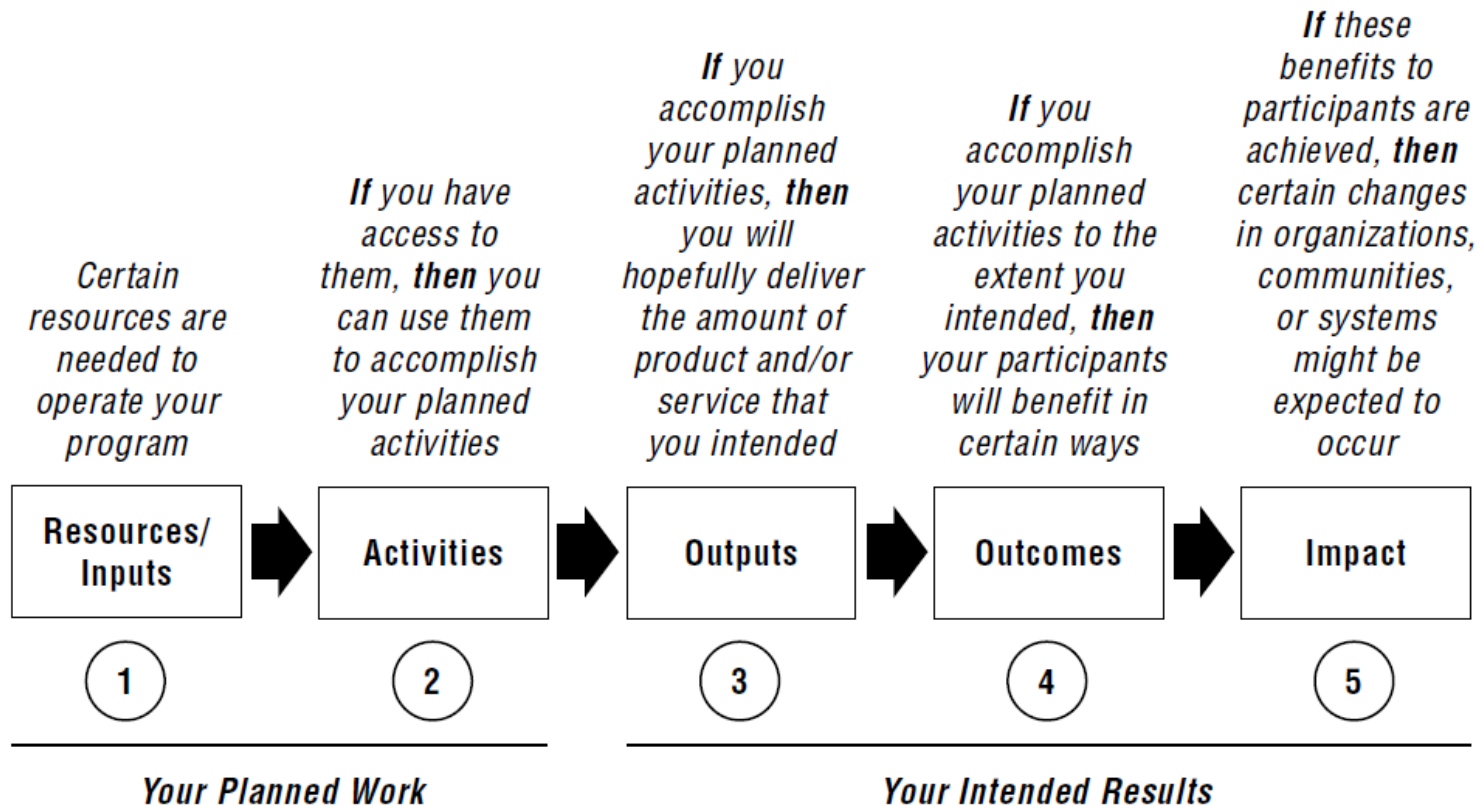 Certain
resources are
needed to
operate your
program
If you have
access to
them, then you
can use them
to accomplish
your planned
activities
If you
accomplish
your planned
activities, then
you will
hopefully deliver
the amount of
product and/or
service that
you intended
If you
accomplish
your planned
activities to the
extent you
intended, then
your participants
will benefit in
certain ways
If these
benefits to
participants are
achieved, then
certain changes
in organizations,
communities,
or systems
might be
expected to
occur
Resources/
Inputs
Activities
Outputs
Outcomes
Impact
1
2
3
4
5
Your Planned Work
Your Intended Results